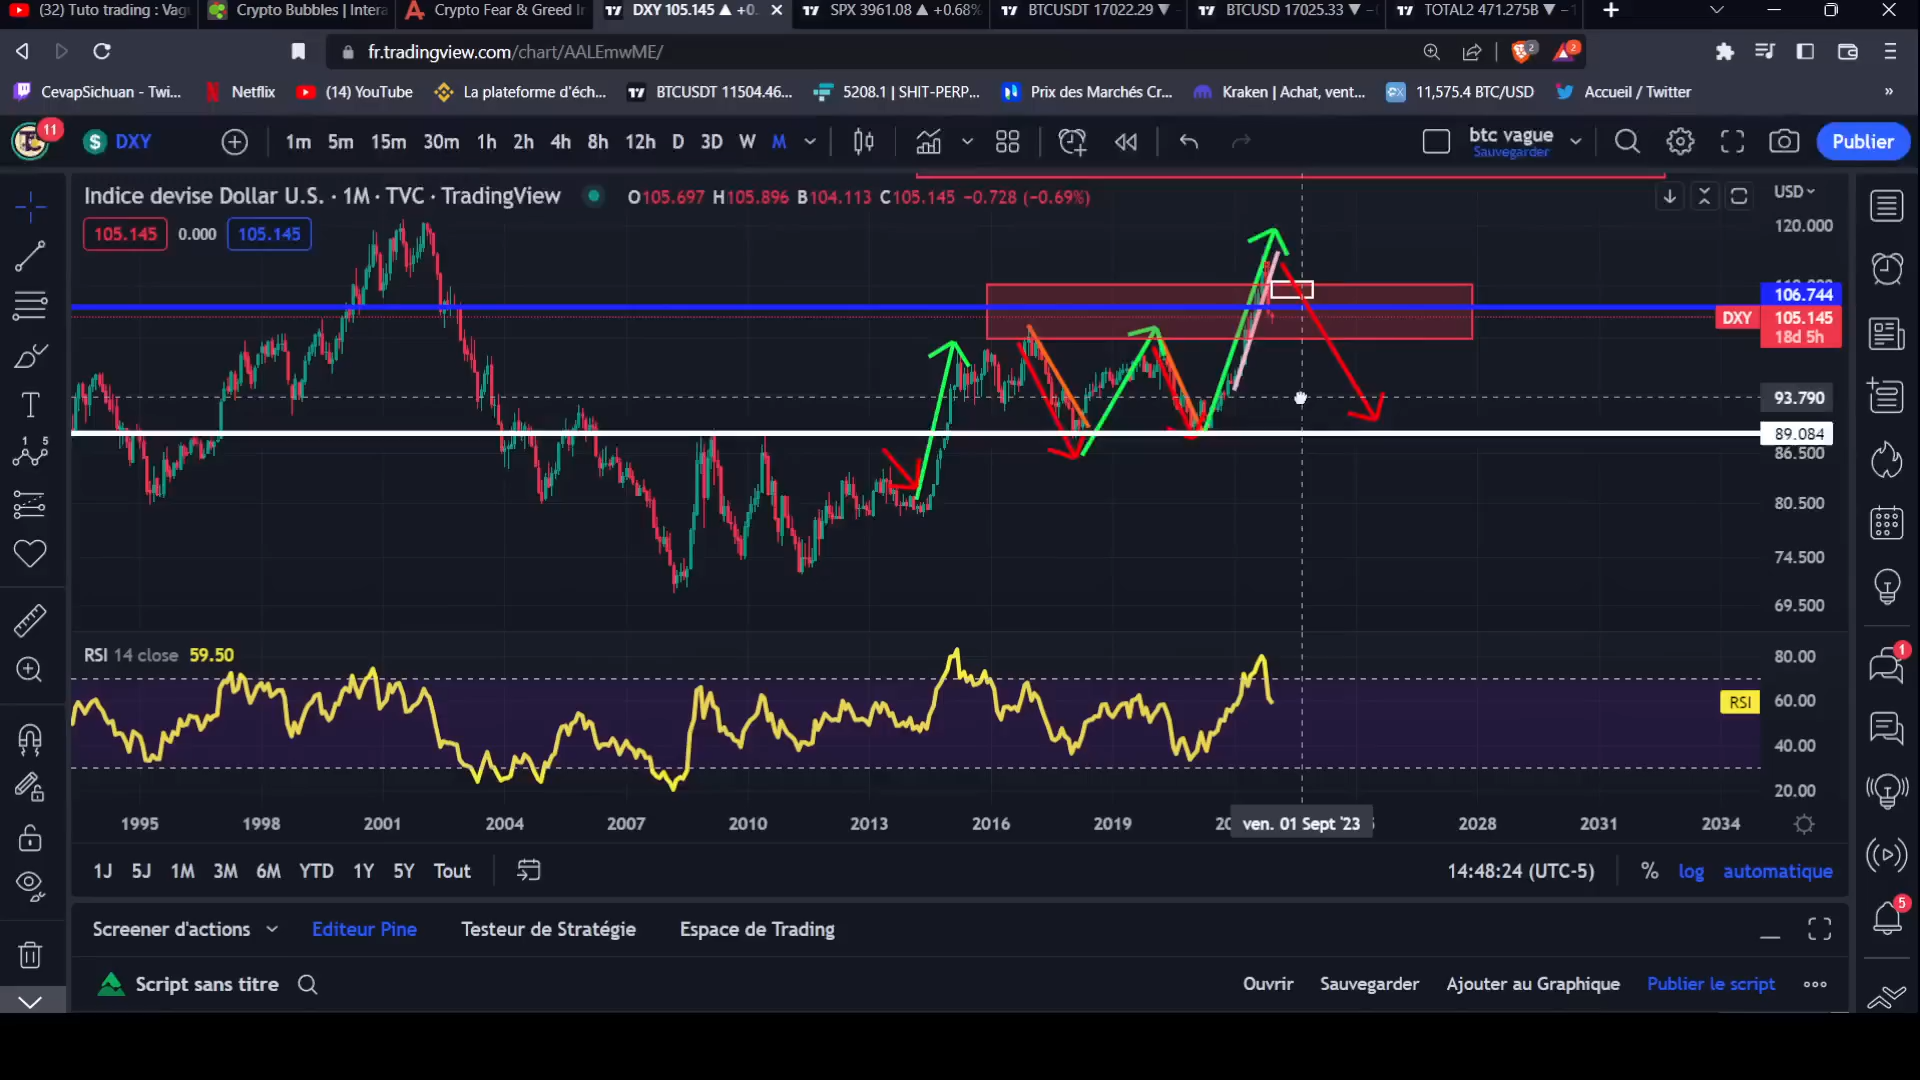 (32) Tuto trading : Vag
Crypto Bubbles | Intera
Crypto Fear & Greed I
DXY 105.145 ▲ +0.
SPX 3961.08 ▲ +0.68%
BTCUSDT 17022.29 ▼ −
BTCUSD 17025.33 ▼
TOTAL2 471.275B ▼
fr.tradingview.com/chart/AALEmwME/
2
2
CevapSichuan - Twi...
Netflix
(14) YouTube
La plateforme d'éch...
BTCUSDT 11504.46...
5208.1 | SHIT-PERP...
Prix des Marchés Cr...
Kraken | Achat, vent...
11,575.4 BTC/USD
Accueil / Twitter
»
11
$ DXY
1m 5m 15m 30m 1h 2h 4h 8h 12h D 3D W M
btc vague
Sauvegarder
Publier
Indice devise Dollar U.S. · 1M · TVC · TradingView
O105.697 H105.896 B104.113 C105.145 −0.728 (−0.69%)
USD
105.145 0.000 105.145
120.000
106.744
DXY 105.145
18d 5h
93.790
89.084
86.500
80.500
74.500
69.500
RSI 14 close 59.50
80.00
RSI 60.00
40.00
20.00
1995 1998 2001 2004 2007 2010 2013 2016 2019 ven. 01 Sept '23 2028 2031 2034
1J 5J 1M 3M 6M YTD 1Y 5Y Tout
14:48:24 (UTC-5) % log automatique
1
5
Screener d'actions Editeur Pine Testeur de Stratégie Espace de Trading
Script sans titre
Ouvrir Sauvegarder Ajouter au Graphique Publier le script